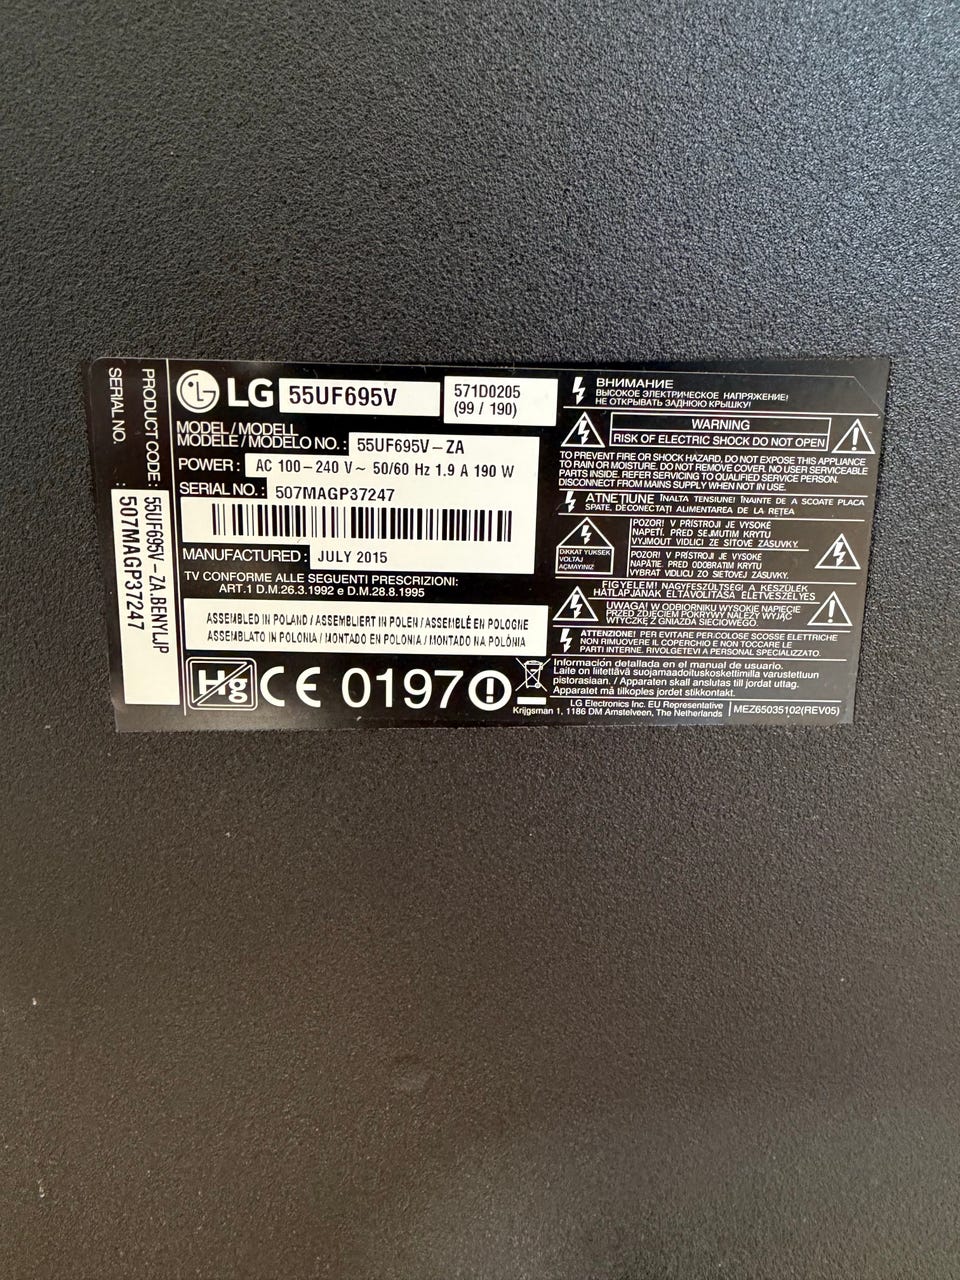 PRODUCT CODE : 55UF695V-ZA.BENYLJP
SERIAL NO. : 507MAGP37247
LG 55UF695V
571D0205
(99 / 190)
MODEL / MODELL
MODÈLE / MODELO NO. : 55UF695V-ZA
POWER : AC 100-240 V~ 50/60 Hz 1.9 A 190 W
SERIAL NO. : 507MAGP37247
MANUFACTURED : JULY 2015
TV CONFORME ALLE SEGUENTI PRESCRIZIONI:
ART.1 D.M.26.3.1992 e D.M.28.8.1995
ASSEMBLED IN POLAND / ASSEMBLIERT IN POLEN / ASSEMBLÉ EN POLOGNE
ASSEMBLATO IN POLONIA / MONTADO EN POLONIA / MONTADO NA POLÔNIA
Hg CE 0197
ВНИМАНИЕ
ВЫСОКОЕ ЭЛЕКТРИЧЕСКОЕ НАПРЯЖЕНИЕ!
НЕ ОТКРЫВАТЬ ЗАДНЮЮ КРЫШКУ!
WARNING
RISK OF ELECTRIC SHOCK DO NOT OPEN
TO PREVENT FIRE OR SHOCK HAZARD, DO NOT EXPOSE THIS APPLIANCE
TO RAIN OR MOISTURE. DO NOT REMOVE COVER. NO USER SERVICEABLE
PARTS INSIDE. REFER SERVICING TO QUALIFIED SERVICE PERSON.
DISCONNECT FROM MAINS SUPPLY WHEN NOT IN USE.
ATNEȚIUNE ÎNALTA TENSIUNE! ÎNAINTE DE A SCOATE PLACA
SPATE, DECONECTAȚI ALIMENTAREA DE LA REȚEA
DİKKAT YÜKSEK
VOLTAJ
AÇMAYINIZ
POZOR! V PŘÍSTROJI JE VYSOKÉ
NAPĚTÍ. PŘED SEJMUTÍM KRYTU
VYJMOUT VIDLICI ZE SÍŤOVÉ ZÁSUVKY.
POZOR! V PRÍSTROJI JE VYSOKÉ
NAPÄTIE. PRED ODOBRATÍM KRYTU
VYBRAT VIDLICU ZO SIEŤOVEJ ZÁSUVKY.
FIGYELEM! NAGYFESZÜLTSÉG! A KÉSZÜLÉK
HÁTLAPJÁNAK ELTÁVOLÍTÁSA ÉLETVESZÉLYES
UWAGA! W ODBIORNIKU WYSOKIE NAPIĘCIE
PRZED ZDJĘCIEM POKRYWY NALEŻY WYJĄĆ
WTYCZKĘ Z GNIAZDA SIECIOWEGO.
ATTENZIONE! PER EVITARE PER.COLOSE SCOSSE ELETTRICHE
NON RIMUOVERE IL COPERCHIO E NON TOCCARE LE
PARTI INTERNE. RIVOLGETEVI A PERSONAL SPECIALIZZATO.
Información detallada en el manual de usuario.
Laite on liitettävä suojamaadoituskoskettimilla varustettuun
pistorasiaan. / Apparaten skall anslutas till jordat uttag.
Apparatet må tilkoples jordet stikkontakt.
LG Electronics Inc. EU Representative
Krijgsman 1, 1186 DM Amstelveen, The Netherlands
MEZ65035102(REV05)